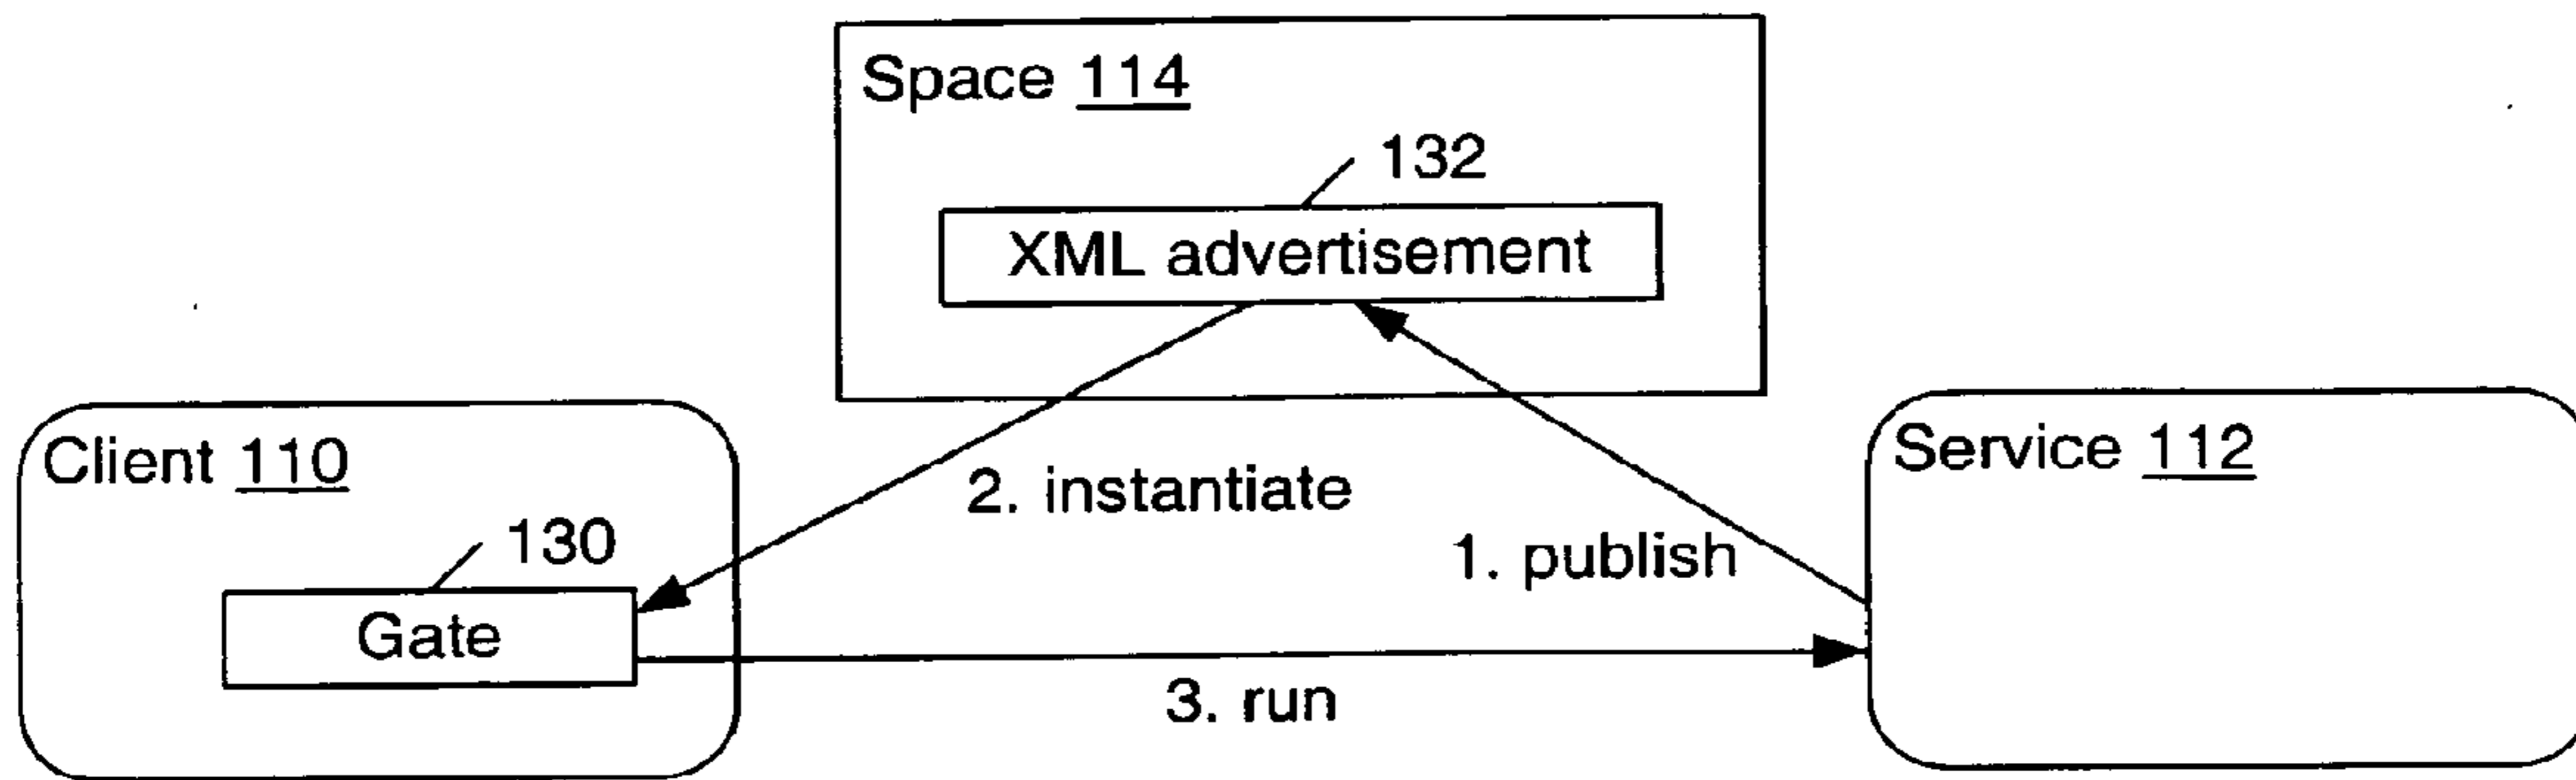 Space 114
132
XML advertisement
Client 110
2. instantiate
Service 112
130
1. publish
Gate
3. run